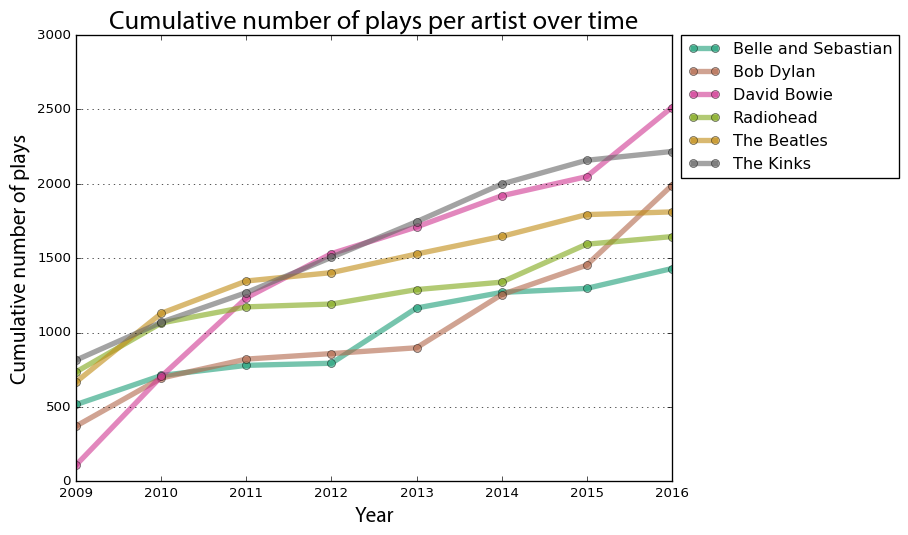 Cumulative number of plays per artist over time
Cumulative number of plays
3000
2500
2000
1500
1000
500
0
2009 2010 2011 2012 2013 2014 2015 2016
Year
Belle and Sebastian
Bob Dylan
David Bowie
Radiohead
The Beatles
The Kinks